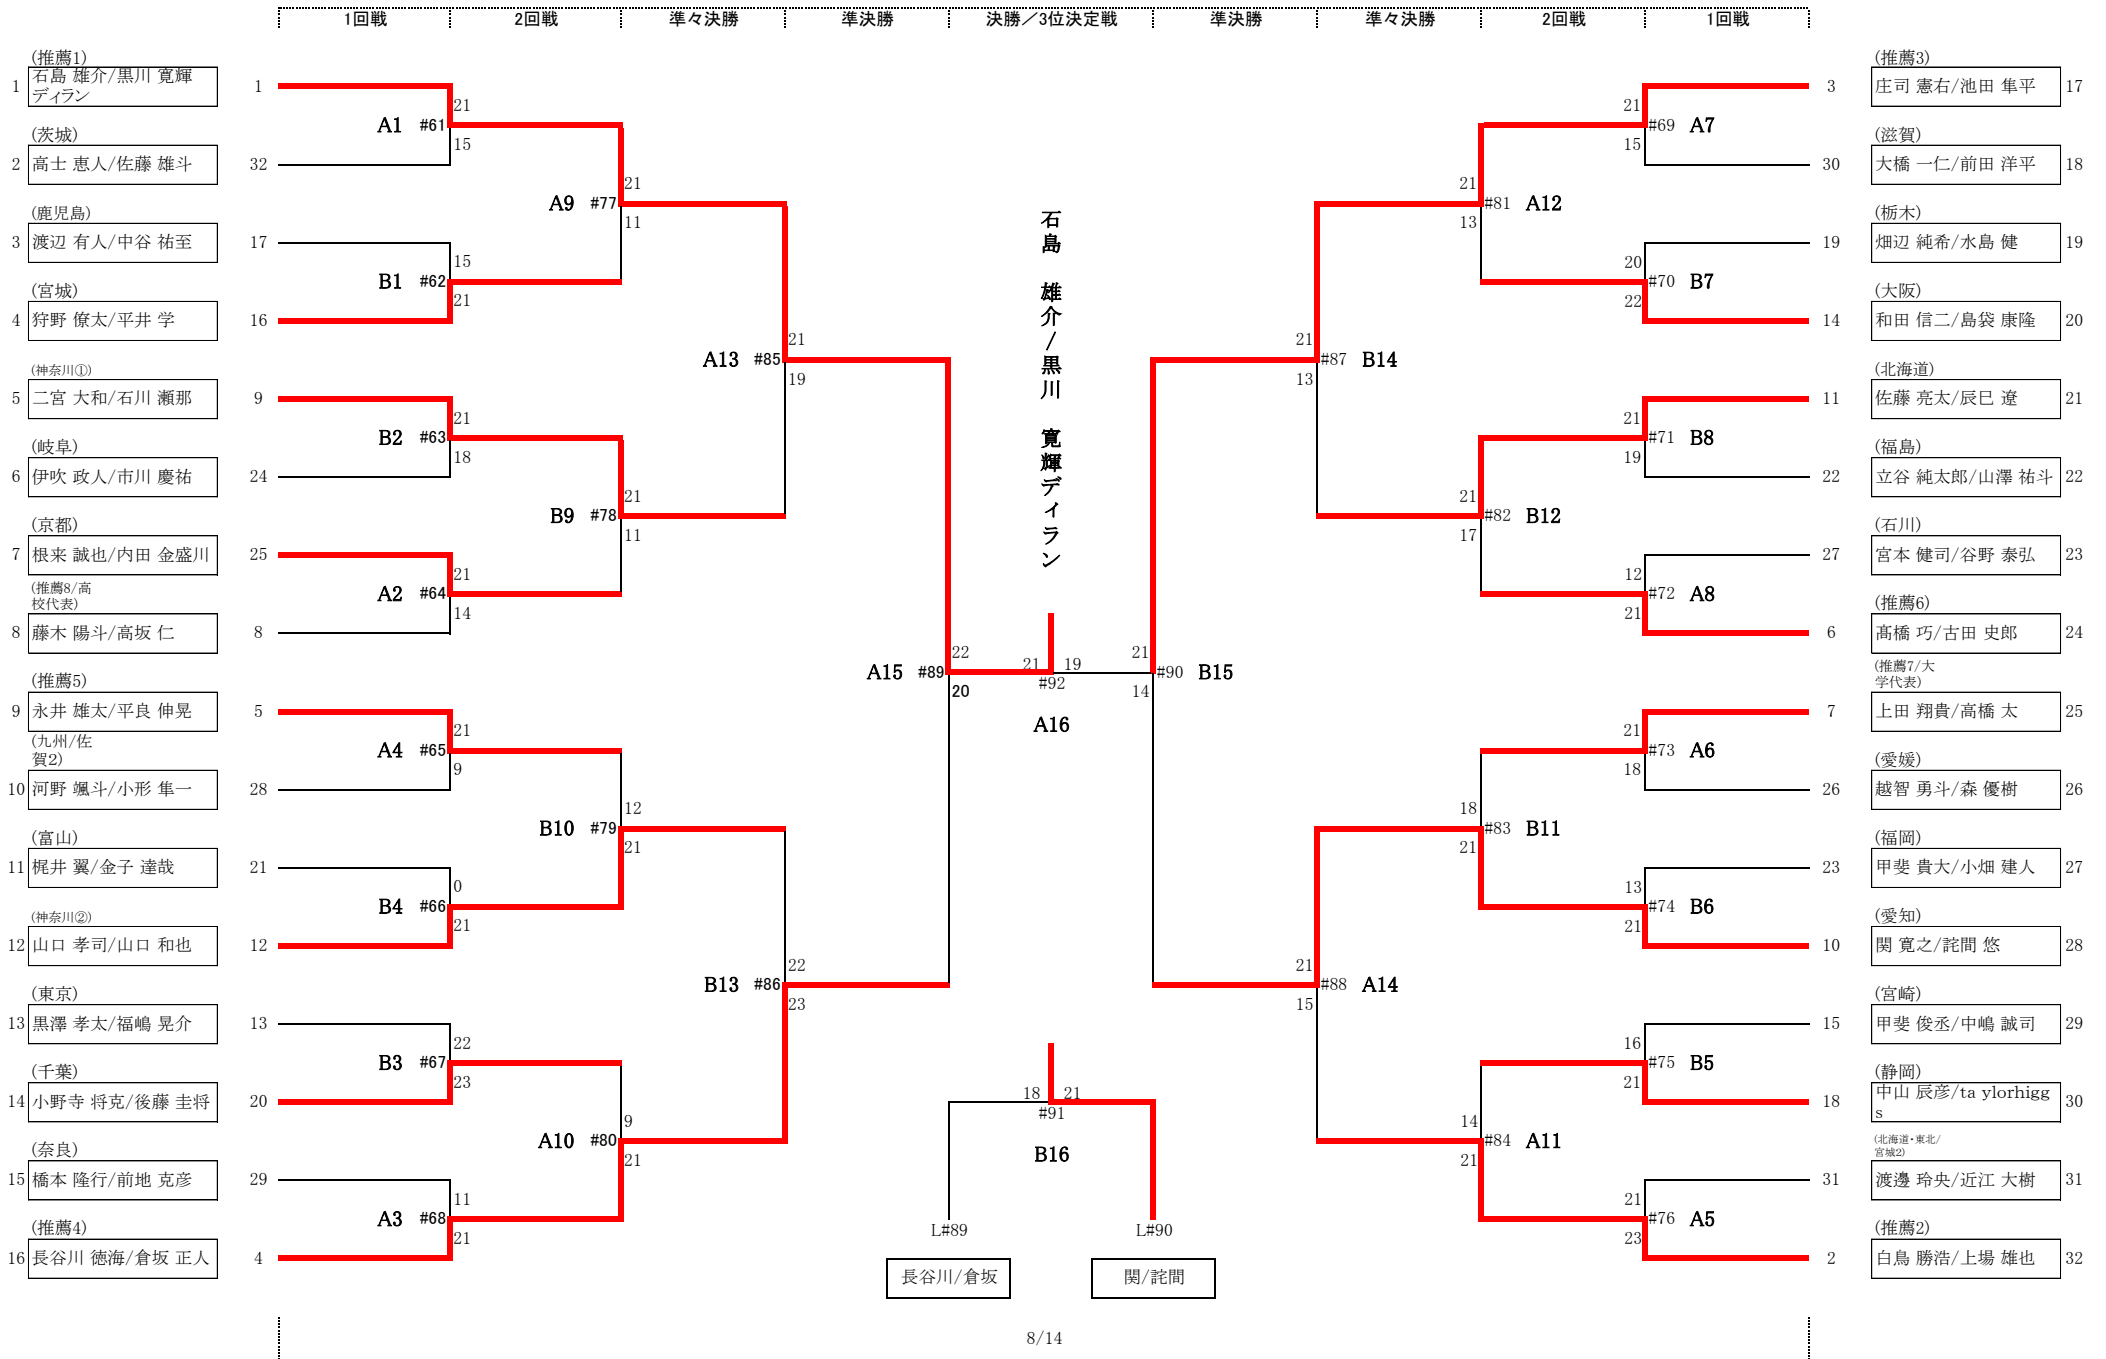 1回戦 2回戦 準々決勝 準決勝 決勝／3位決定戦 準決勝 準々決勝 2回戦 1回戦
(推薦1)
1 石島 雄介/黒川 寛輝
ディラン 1
(茨城)
2 高士 恵人/佐藤 雄斗 32
A1 #61 21 15
(鹿児島)
3 渡辺 有人/中谷 祐至 17
(宮城)
4 狩野 僚太/平井 学 16
B1 #62 15 21
A9 #77 21 11
(神奈川①)
5 二宮 大和/石川 瀬那 9
(岐阜)
6 伊吹 政人/市川 慶祐 24
B2 #63 21 18
(京都)
7 根来 誠也/内田 金盛川 25
(推薦8/高
校代表)
8 藤木 陽斗/高坂 仁 8
A2 #64 21 14
B9 #78 21 11
A13 #85 21 19
(推薦5)
9 永井 雄太/平良 伸晃 5
(九州/佐
賀2)
10 河野 颯斗/小形 隼一 28
A4 #65 21 9
(富山)
11 梶井 翼/金子 達哉 21
(神奈川②)
12 山口 孝司/山口 和也 12
B4 #66 0 21
B10 #79 12 21
(東京)
13 黒澤 孝太/福嶋 晃介 13
(千葉)
14 小野寺 将克/後藤 圭将 20
B3 #67 22 23
(奈良)
15 橋本 隆行/前地 克彦 29
(推薦4)
16 長谷川 徳海/倉坂 正人 4
A3 #68 11 21
A10 #80 9 21
B13 #86 22 23
A15 #89 22 20
石島 雄介/黒川 寛輝ディラン
21 19
#92
A16
18 21
#91
B16
L#89 L#90
長谷川/倉坂 関/詫間
(推薦3)
3 庄司 憲右/池田 隼平 17
(滋賀)
30 大橋 一仁/前田 洋平 18
21 15 #69 A7
(栃木)
19 畑辺 純希/水島 健 19
(大阪)
14 和田 信二/島袋 康隆 20
20 22 #70 B7
21 13 #81 A12
(北海道)
11 佐藤 亮太/辰巳 遼 21
(福島)
22 立谷 純太郎/山澤 祐斗 22
21 19 #71 B8
(石川)
27 宮本 健司/谷野 泰弘 23
(推薦6)
6 髙橋 巧/古田 史郎 24
12 21 #72 A8
21 17 #82 B12
21 13 #87 B14
(推薦7/大
学代表)
7 上田 翔貴/高橋 太 25
(愛媛)
26 越智 勇斗/森 優樹 26
21 18 #73 A6
(福岡)
23 甲斐 貴大/小畑 建人 27
(愛知)
10 関 寛之/詫間 悠 28
13 21 #74 B6
18 21 #83 B11
(宮崎)
15 甲斐 俊丞/中嶋 誠司 29
(静岡)
18 中山 辰彦/ta ylorhigg
s 30
16 21 #75 B5
(北海道・東北/
宮城2)
31 渡邊 玲央/近江 大樹 31
(推薦2)
2 白鳥 勝浩/上場 雄也 32
21 23 #76 A5
14 21 #84 A11
21 15 #88 A14
21 14 #90 B15
8/14